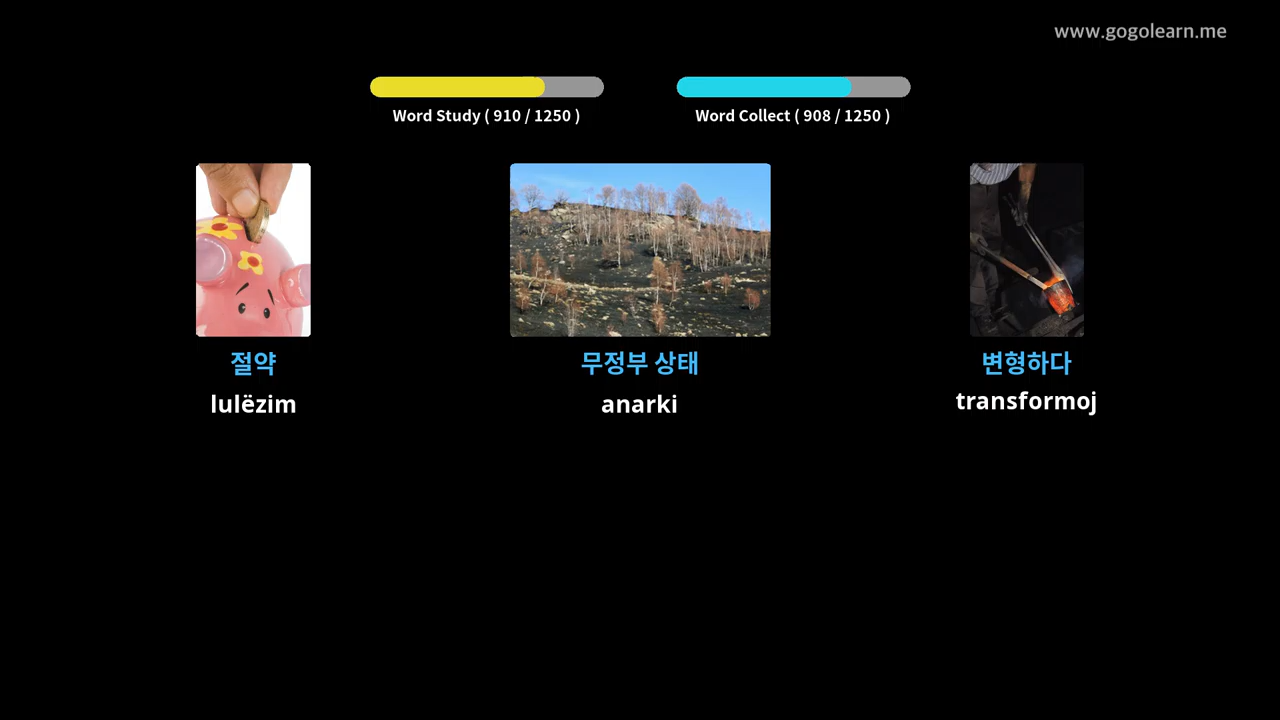 www.gogolearn.me
Word Study ( 910 / 1250 )
Word Collect ( 908 / 1250 )
절약
무정부 상태
변형하다
lulëzim
anarki
transformoj